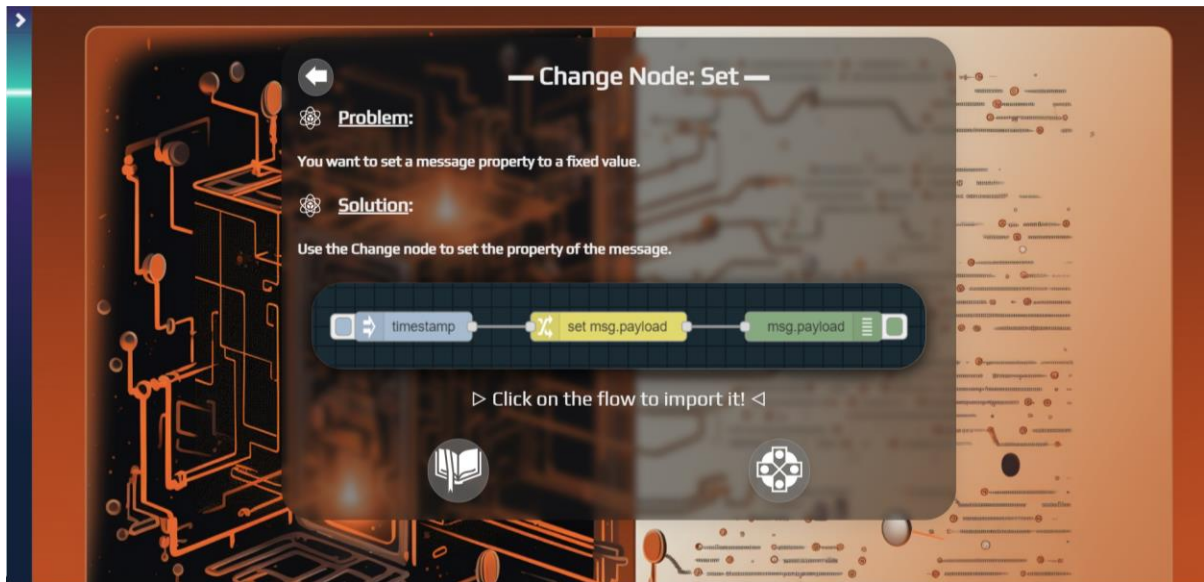 — Change Node: Set —
Problem:
You want to set a message property to a fixed value.
Solution:
Use the Change node to set the property of the message.
timestamp set msg.payload msg.payload
▷ Click on the flow to import it! ◁